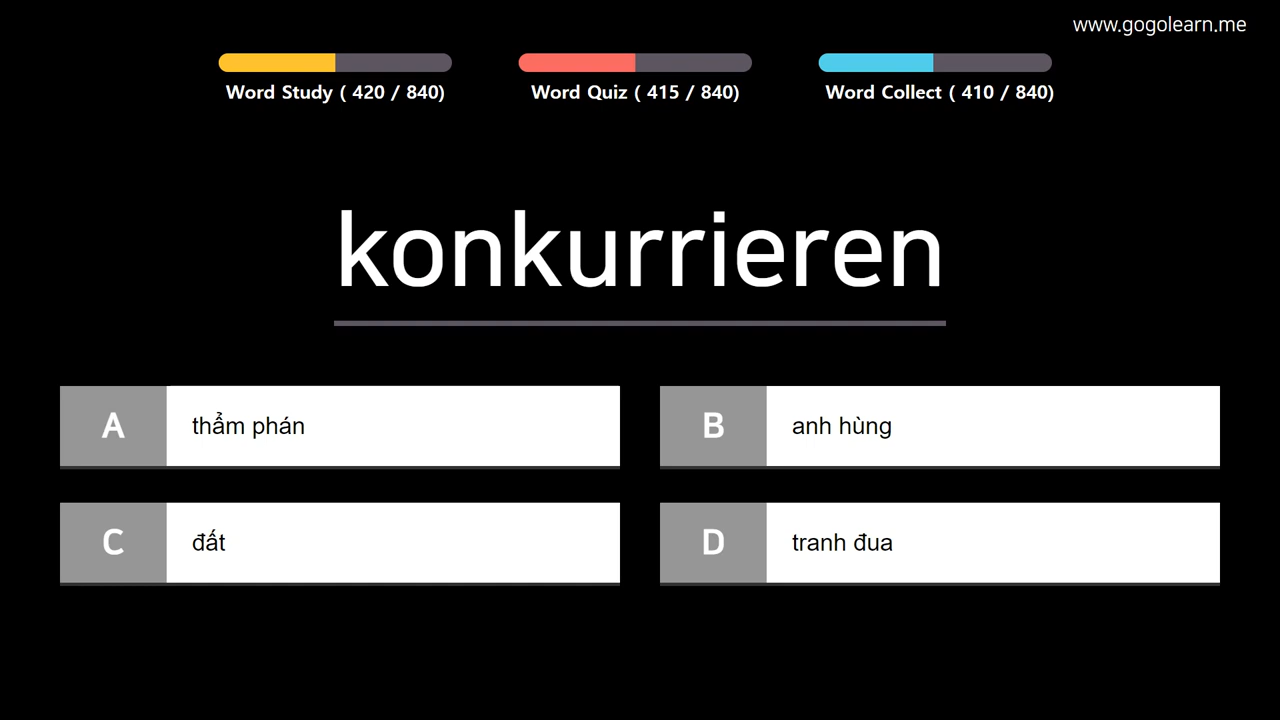 www.gogolearn.me
Word Study ( 420 / 840)
Word Quiz ( 415 / 840)
Word Collect ( 410 / 840)
konkurrieren
A
thẩm phán
B
anh hùng
C
đất
D
tranh đua